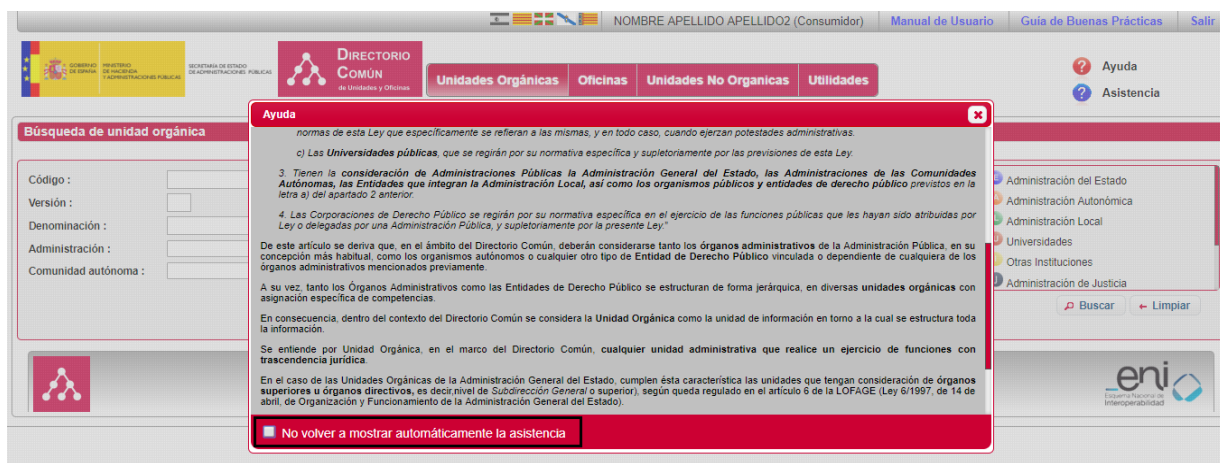 NOMBRE APELLIDO APELLIDO2 (Consumidor) Manual de Usuario Guía de Buenas Prácticas Salir
GOBIERNO DE ESPAÑA
MINISTERIO DE HACIENDA Y ADMINISTRACIONES PÚBLICAS
SECRETARÍA DE ESTADO DE ADMINISTRACIONES PÚBLICAS
DIRECTORIO
COMÚN
de Unidades y Oficinas
Unidades Orgánicas Oficinas Unidades No Organicas Utilidades
Ayuda
Asistencia
Búsqueda de unidad orgánica
Código :
Versión :
Denominación :
Administración :
Comunidad autónoma :
Ayuda
normas de esta Ley que específicamente se refieran a las mismas, y en todo caso, cuando ejerzan potestades administrativas.
c) Las Universidades públicas, que se regirán por su normativa específica y supletoriamente por las previsiones de esta Ley.
3. Tienen la consideración de Administraciones Públicas la Administración General del Estado, las Administraciones de las Comunidades
Autónomas, las Entidades que integran la Administración Local, así como los organismos públicos y entidades de derecho público previstos en la
letra a) del apartado 2 anterior.
4. Las Corporaciones de Derecho Público se regirán por su normativa específica en el ejercicio de las funciones públicas que les hayan sido atribuidas por
Ley o delegadas por una Administración Pública, y supletoriamente por la presente Ley."
De este artículo se deriva que, en el ámbito del Directorio Común, deberán considerarse tanto los órganos administrativos de la Administración Pública, en su
concepción más habitual, como los organismos autónomos o cualquier otro tipo de Entidad de Derecho Público vinculada o dependiente de cualquiera de los
órganos administrativos mencionados previamente.
A su vez, tanto los Órganos Administrativos como las Entidades de Derecho Público se estructuran de forma jerárquica, en diversas unidades orgánicas con
asignación específica de competencias.
En consecuencia, dentro del contexto del Directorio Común se considera la Unidad Orgánica como la unidad de información en torno a la cual se estructura toda
la información.
Se entiende por Unidad Orgánica, en el marco del Directorio Común, cualquier unidad administrativa que realice un ejercicio de funciones con
trascendencia jurídica.
En el caso de las Unidades Orgánicas de la Administración General del Estado, cumplen ésta característica las unidades que tengan consideración de órganos
superiores u órganos directivos, es decir,nivel de Subdirección General o superior), según queda regulado en el artículo 6 de la LOFAGE (Ley 6/1997, de 14 de
abril, de Organización y Funcionamiento de la Administración General del Estado).
No volver a mostrar automáticamente la asistencia
Administración del Estado
Administración Autonómica
Administración Local
Universidades
Otras Instituciones
Administración de Justicia
Buscar Limpiar
eni
Esquema Nacional de
Interoperabilidad